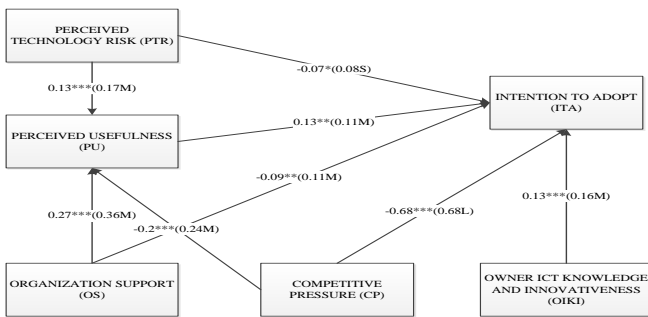 PERCEIVED
TECHNOLOGY RISK (PTR)
-0.07*(0.08S)
0.13***(0.17M)
INTENTION TO ADOPT
(ITA)
PERCEIVED USEFULNESS
(PU)
0.13**(0.11M)
-0.09**(0.11M)
0.27***(0.36M)
-0.2***(0.24M)
-0.68***(0.68L)
0.13***(0.16M)
ORGANIZATION SUPPORT
(OS)
COMPETITIVE
PRESSURE (CP)
OWNER ICT KNOWLEDGE
AND INNOVATIVENESS
(OIKI)